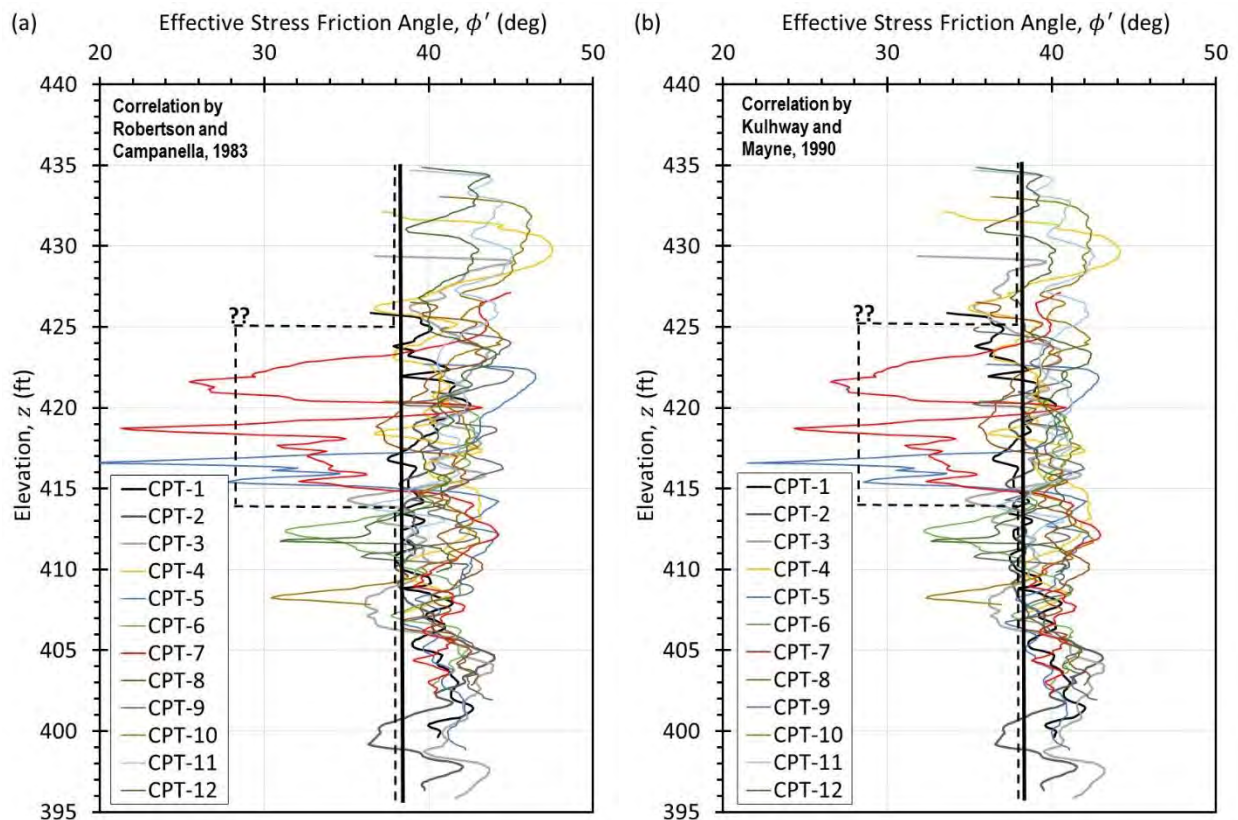 (a)
Effective Stress Friction Angle, ϕ′ (deg)
20 30 40 50
440
435
430
425
420
415
410
405
400
395
Elevation, z (ft)
Correlation by
Robertson and
Campanella, 1983
??
CPT-1
CPT-2
CPT-3
CPT-4
CPT-5
CPT-6
CPT-7
CPT-8
CPT-9
CPT-10
CPT-11
CPT-12
(b)
Effective Stress Friction Angle, ϕ′ (deg)
20 30 40 50
440
435
430
425
420
415
410
405
400
395
Elevation, z (ft)
Correlation by
Kulhway and
Mayne, 1990
??
CPT-1
CPT-2
CPT-3
CPT-4
CPT-5
CPT-6
CPT-7
CPT-8
CPT-9
CPT-10
CPT-11
CPT-12